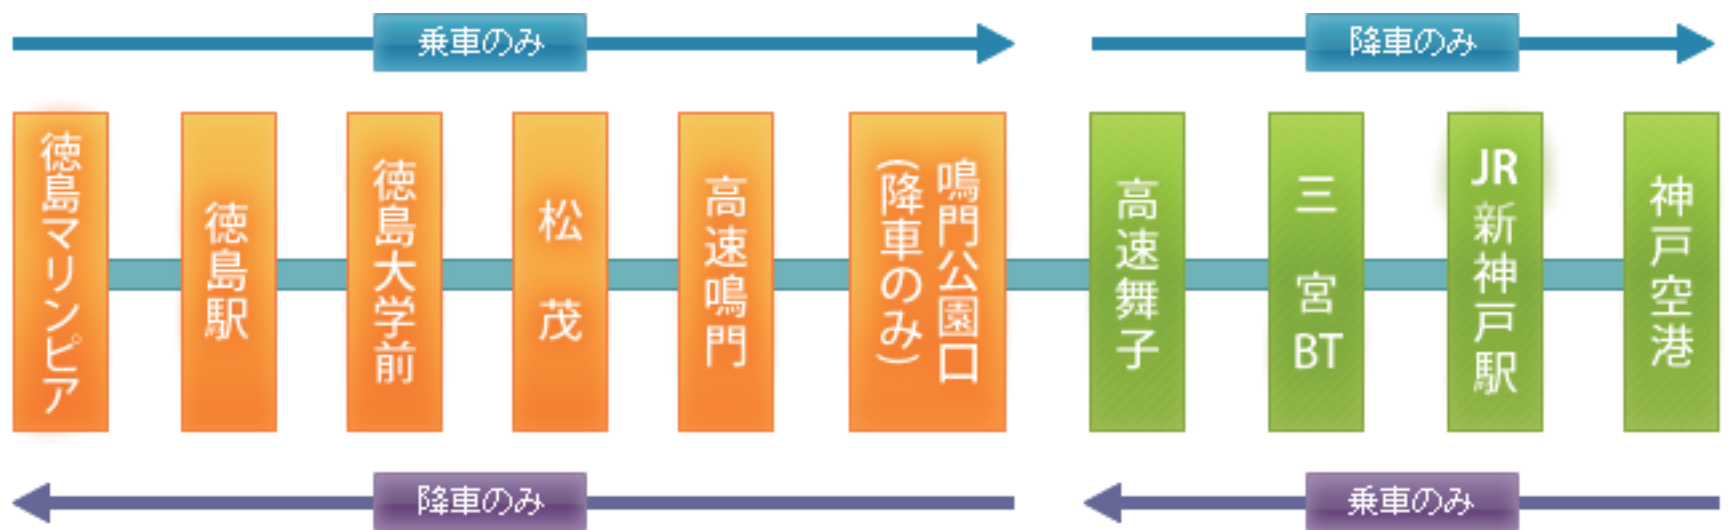 乗車のみ
降車のみ
徳島マリンピア
徳島駅
徳島大学前
松茂
高速鳴門
鳴門公園口
(降車のみ)
高速舞子
三宮BT
JR新神戸駅
神戸空港
降車のみ
乗車のみ